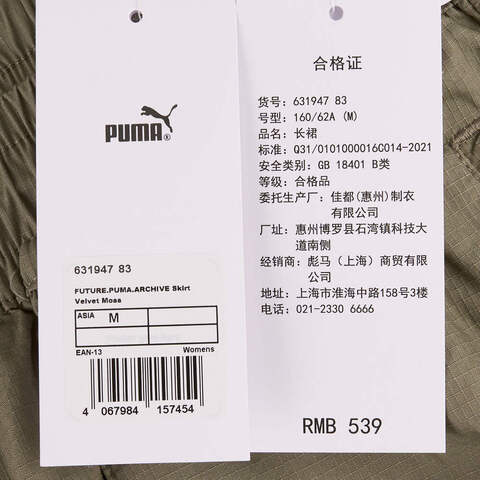 PUMA®
631947 83
FUTURE.PUMA.ARCHIVE Skirt
Velvet Moss
ASIA
M
EAN-13
Womens
4 067984 157454
合格证
货号: 631947 83
号型: 160/62A (M)
品名: 长裙
标准: Q31/0101000016C014-2021
安全类别: GB 18401 B类
等级: 合格品
委托生产厂: 佳都(惠州)制衣
有限公司
厂址: 惠州博罗县石湾镇科技大
道南侧
经销商: 彪马(上海)商贸有限
公司
地址: 上海市淮海中路158号3楼
电话: 021-2330 6666
RMB 539